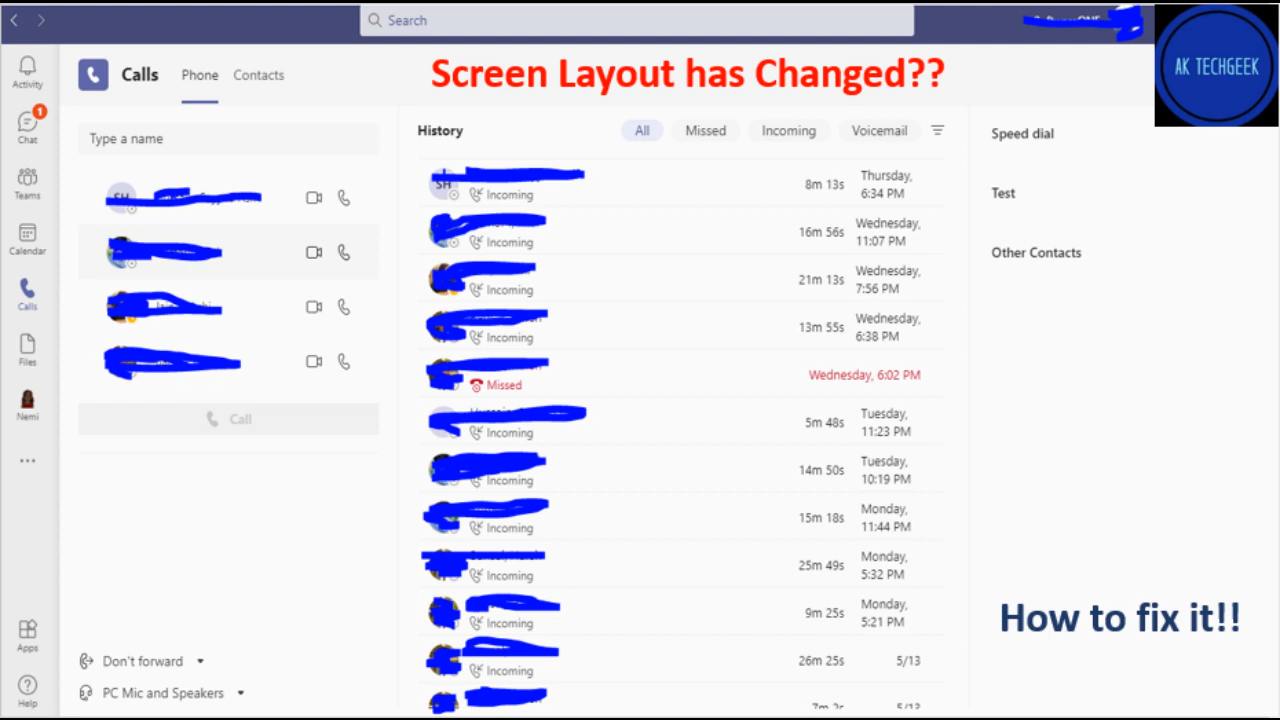 Search
AK TECHGEEK
Activity
Chat
1
Teams
Calendar
Calls
Files
Nemi
Apps
Help
Calls
Phone
Contacts
Screen Layout has Changed??
Type a name
Call
Don't forward
PC Mic and Speakers
History
All
Missed
Incoming
Voicemail
SH
Incoming
8m 13s
Thursday,
6:34 PM
Incoming
16m 56s
Wednesday,
11:07 PM
Incoming
21m 13s
Wednesday,
7:56 PM
Incoming
13m 55s
Wednesday,
6:38 PM
Missed
Wednesday, 6:02 PM
Incoming
5m 48s
Tuesday,
11:23 PM
Incoming
14m 50s
Tuesday,
10:19 PM
Incoming
15m 18s
Monday,
11:44 PM
Incoming
25m 49s
Monday,
5:32 PM
Incoming
9m 25s
Monday,
5:21 PM
Incoming
26m 25s
5/13
Speed dial
Test
Other Contacts
How to fix it!!